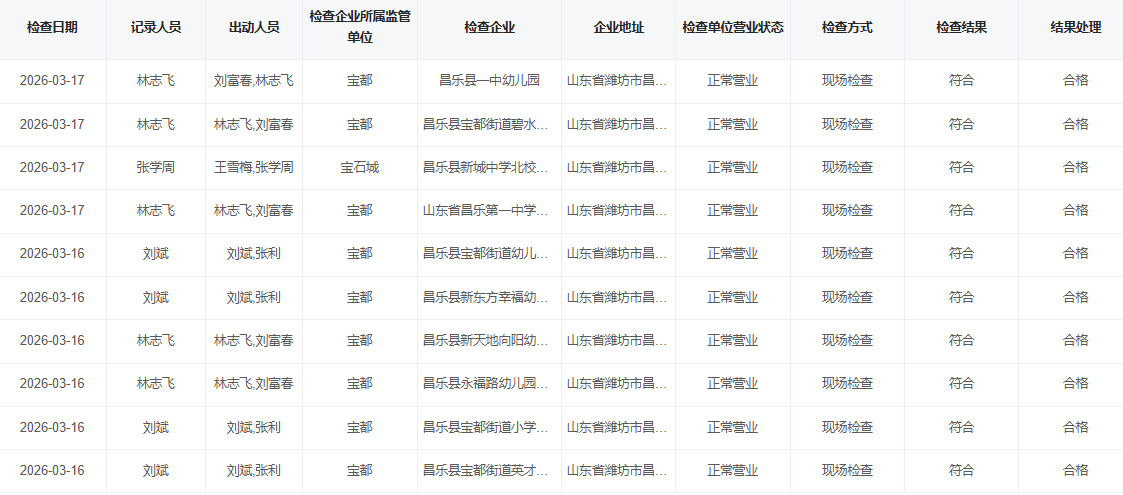 检查日期 记录人员 出动人员 检查企业所属监管单位 检查企业 企业地址 检查单位营业状态 检查方式 检查结果 结果处理
2026-03-17 林志飞 刘富春,林志飞 宝都 昌乐县一中幼儿园 山东省潍坊市昌... 正常营业 现场检查 符合 合格
2026-03-17 林志飞 林志飞,刘富春 宝都 昌乐县宝都街道碧水... 山东省潍坊市昌... 正常营业 现场检查 符合 合格
2026-03-17 张学周 王雪梅,张学周 宝石城 昌乐县新城中学北校... 山东省潍坊市昌... 正常营业 现场检查 符合 合格
2026-03-17 林志飞 林志飞,刘富春 宝都 山东省昌乐第一中学... 山东省潍坊市昌... 正常营业 现场检查 符合 合格
2026-03-16 刘斌 刘斌,张利 宝都 昌乐县宝都街道幼儿... 山东省潍坊市昌... 正常营业 现场检查 符合 合格
2026-03-16 刘斌 刘斌,张利 宝都 昌乐县新东方幸福幼... 山东省潍坊市昌... 正常营业 现场检查 符合 合格
2026-03-16 林志飞 林志飞,刘富春 宝都 昌乐县新天地向阳幼... 山东省潍坊市昌... 正常营业 现场检查 符合 合格
2026-03-16 林志飞 林志飞,刘富春 宝都 昌乐县永福路幼儿园... 山东省潍坊市昌... 正常营业 现场检查 符合 合格
2026-03-16 刘斌 刘斌,张利 宝都 昌乐县宝都街道小学... 山东省潍坊市昌... 正常营业 现场检查 符合 合格
2026-03-16 刘斌 刘斌,张利 宝都 昌乐县宝都街道英才... 山东省潍坊市昌... 正常营业 现场检查 符合 合格